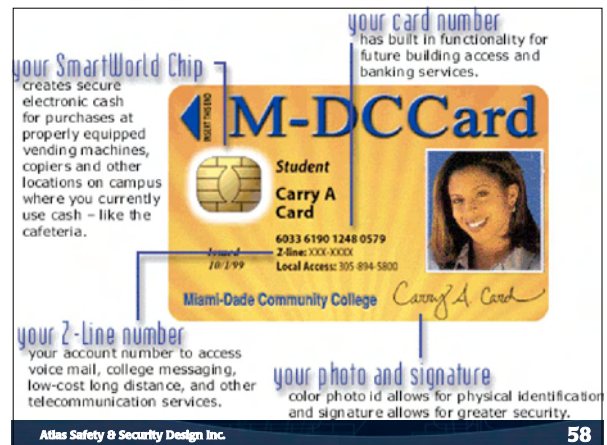 your card number
has built in functionality for
future building access and
banking services.
your SmartWorld Chip
creates secure
electronic cash
for purchases at
properly equipped
vending machines,
copiers and other
locations on campus
where you currently
use cash – like the
cafeteria.
INSERT THIS END
M-DCCard
Student
Carry A
Card
6033 6190 1248 0579
Z-line: XXX-XXXX
Local Access: 305-894-5800
Issued
10/1/99
Miami-Dade Community College
Carry A. Card
your Z-Line number
your account number to access
voice mail, college messaging,
low-cost long distance, and other
telecommunication services.
your photo and signature
color photo id allows for physical identification
and signature allows for greater security.
Atlas Safety & Security Design Inc.
58